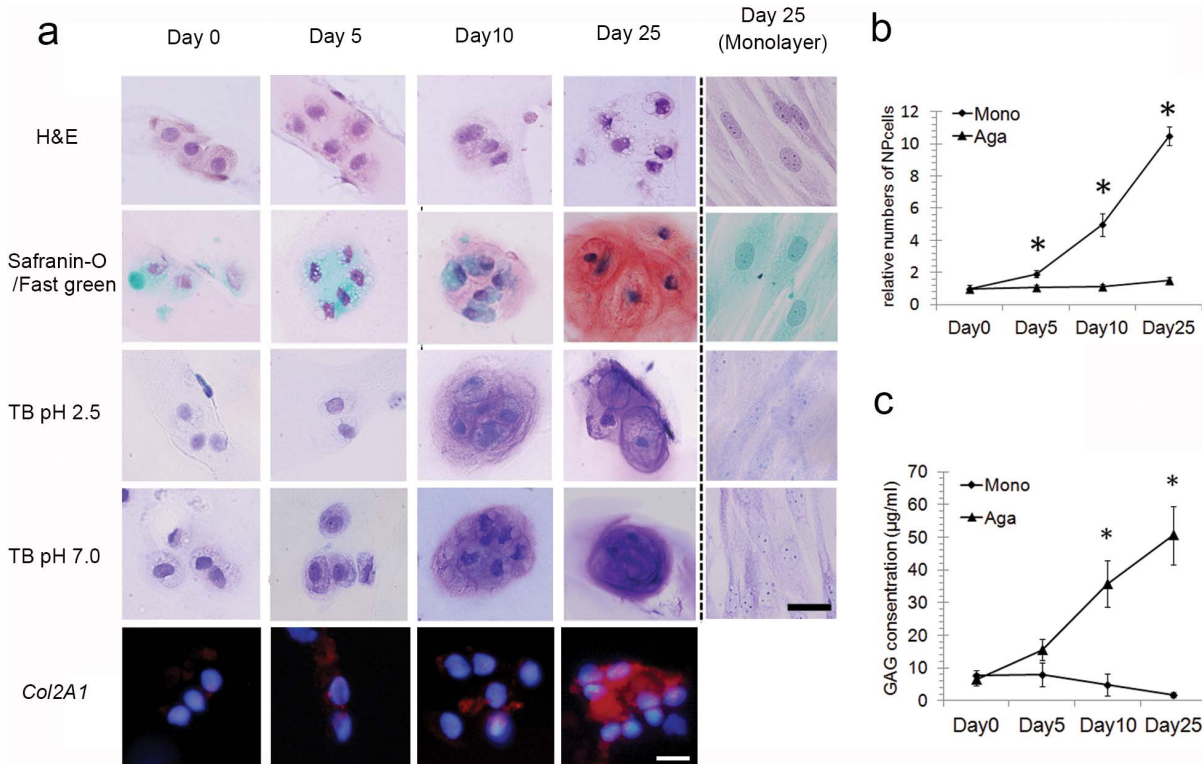 a
Day 0
Day 5
Day10
Day 25
Day 25
(Monolayer)
H&E
Safranin-O
/Fast green
TB pH 2.5
TB pH 7.0
Col2A1
b
relative numbers of NPcells
12
10
8
6
4
2
0
Mono
Aga
*
*
*
Day0
Day5
Day10
Day25
c
GAG consentration (µg/ml)
70
60
50
40
30
20
10
0
Mono
Aga
*
*
Day0
Day5
Day10
Day25